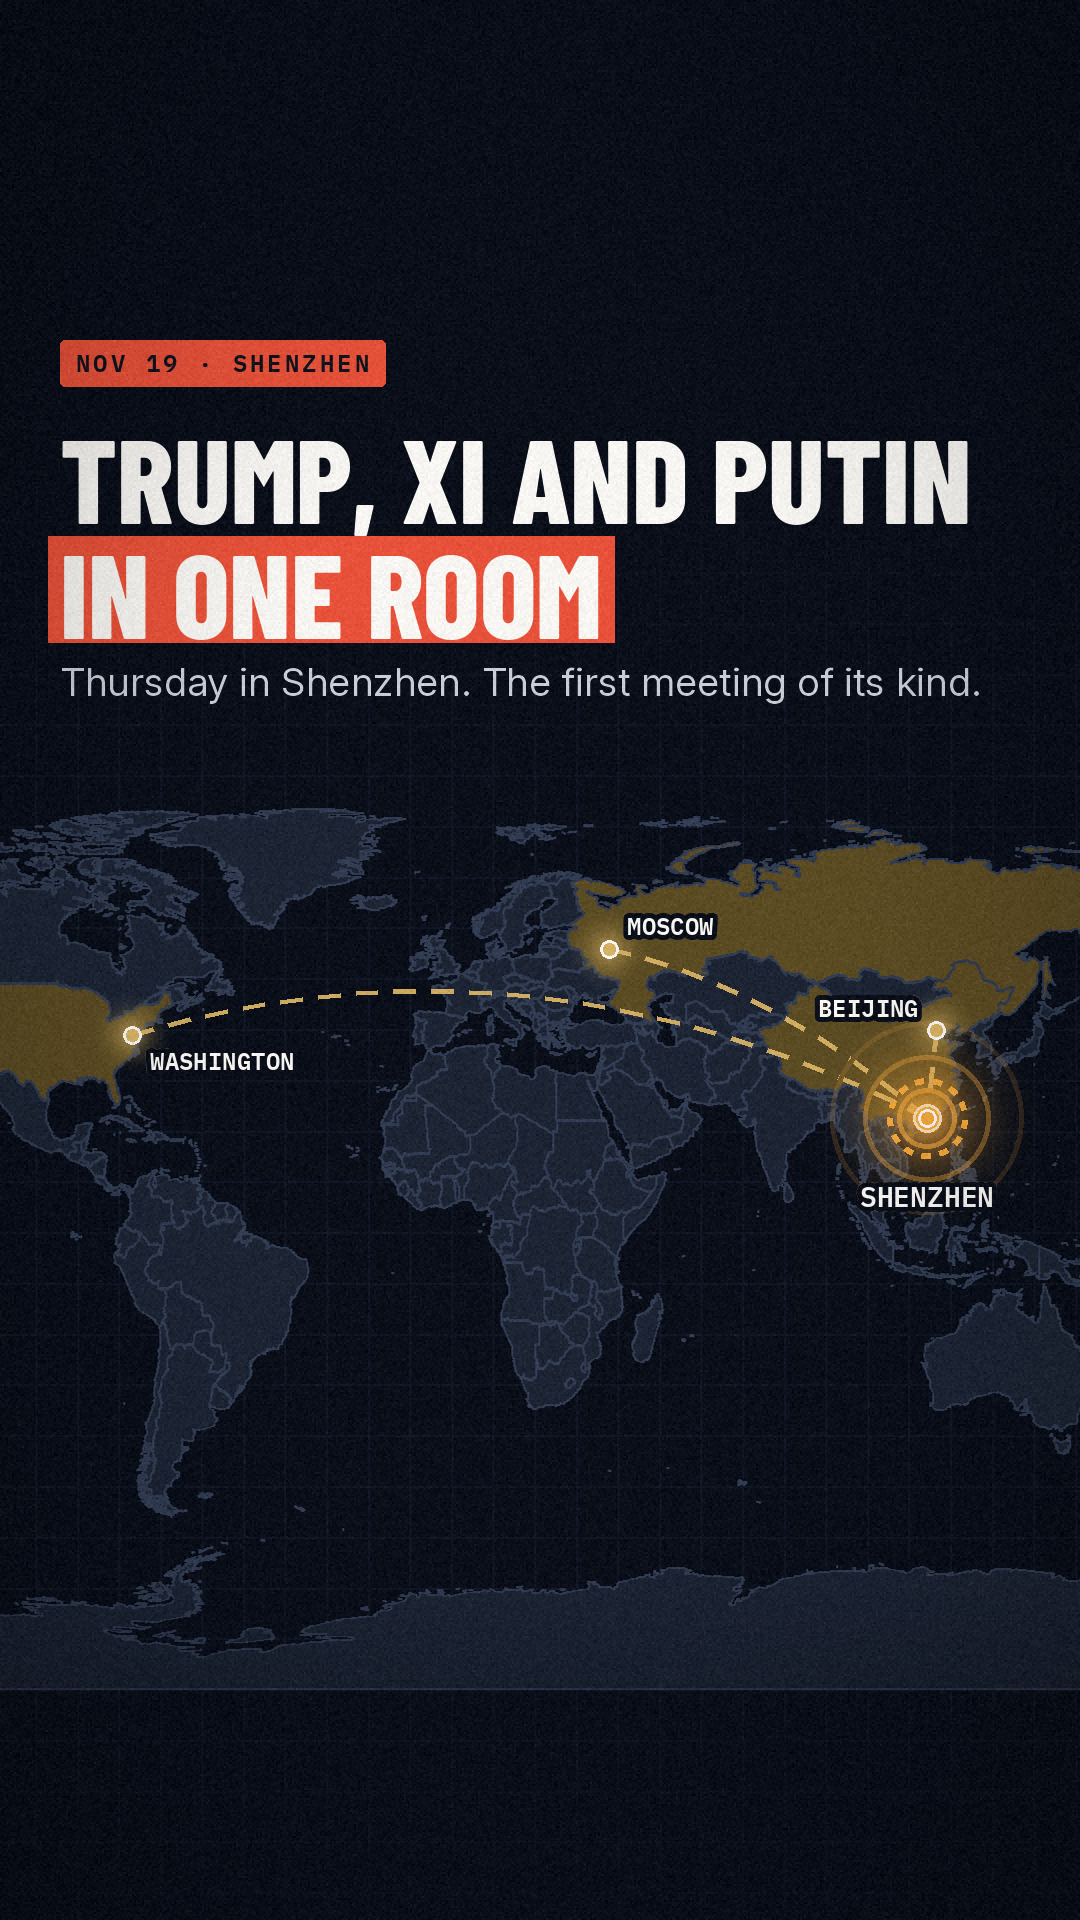 NOV 19 · SHENZHEN
TRUMP, XI AND PUTIN
IN ONE ROOM
Thursday in Shenzhen. The first meeting of its kind.
MOSCOW
BEIJING
WASHINGTON
SHENZHEN